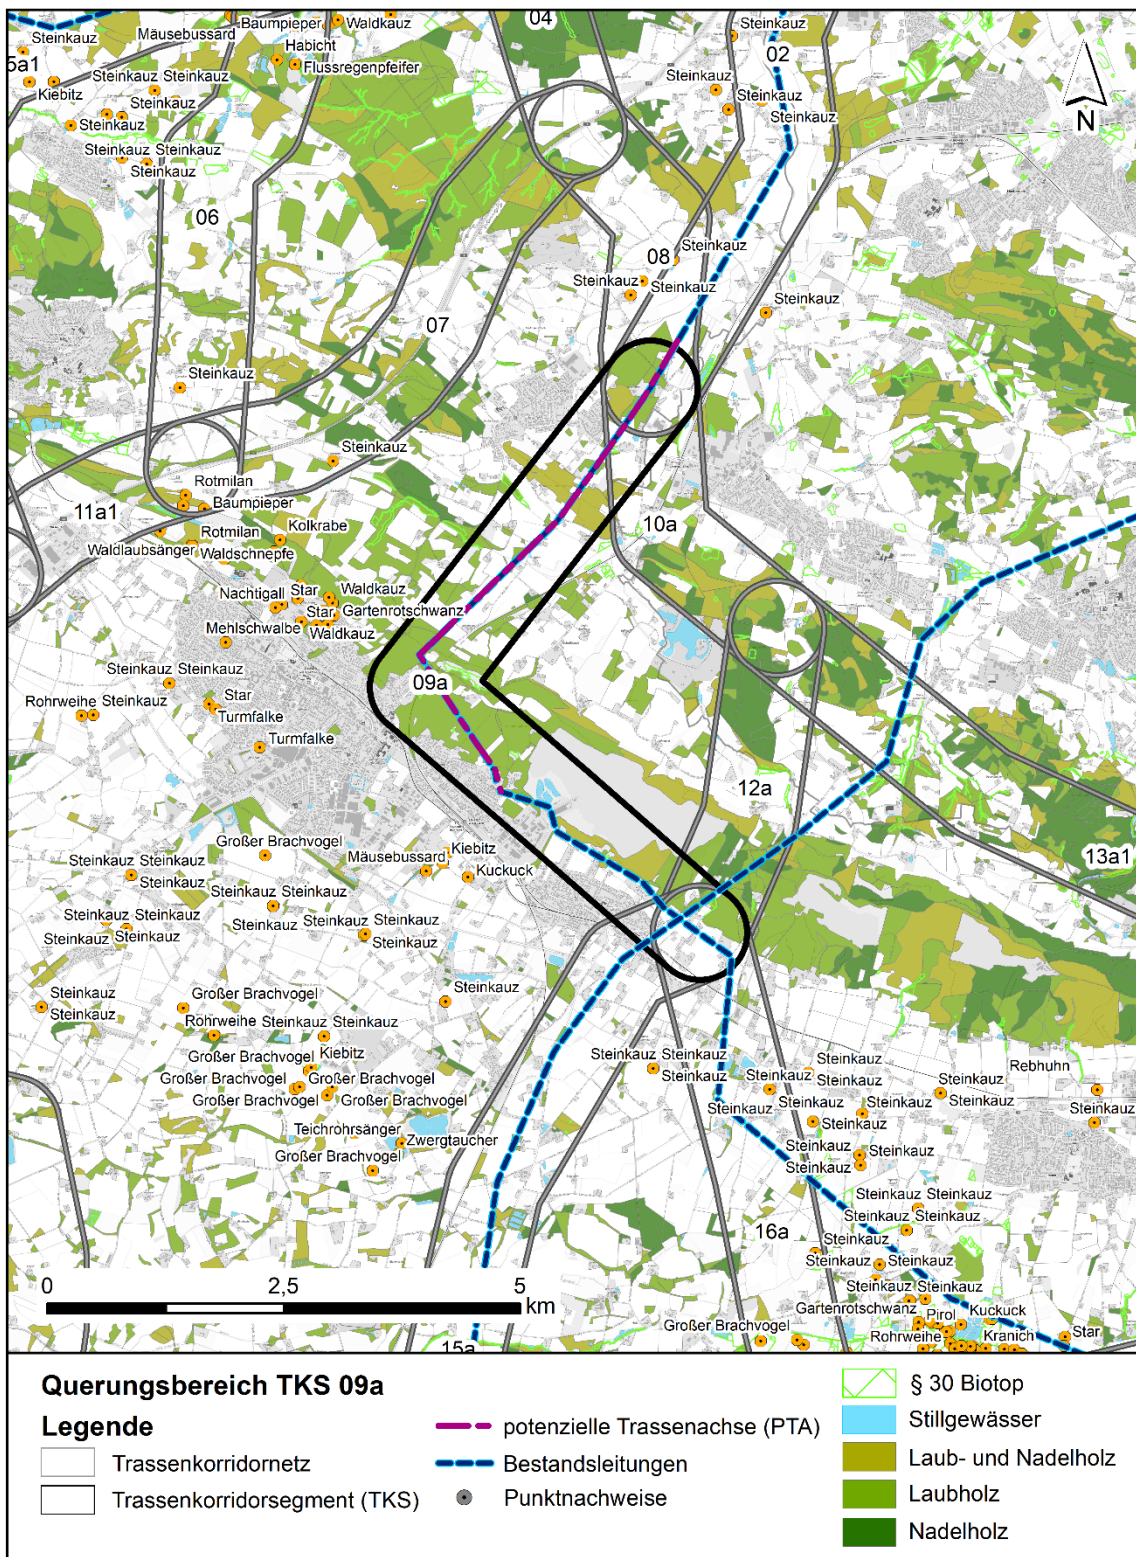 04
Baumpieper
Waldkauz
Steinkauz
Steinkauz
Mäusebussard
Habicht
02
5a1
Flussregenpfeifer
Steinkauz Steinkauz
Steinkauz
Kiebitz
Steinkauz
Steinkauz
Steinkauz
Steinkauz
N
Steinkauz Steinkauz
Steinkauz
06
Steinkauz
08
Steinkauz
Steinkauz
Steinkauz
07
Steinkauz
Steinkauz
Rotmilan
11a1
Baumpieper
10a
Kolkrabe
Rotmilan
Waldlaubsänger
Waldschnepfe
Nachtigall
Star
Waldkauz
Star
Gartenrotschwanz
Mehlschwalbe
Waldkauz
Steinkauz Steinkauz
09a
Rohrweihe Steinkauz
Star
Turmfalke
Turmfalke
12a
Großer Brachvogel
Kiebitz
Steinkauz Steinkauz
Mäusebussard
13a1
Steinkauz
Kuckuck
Steinkauz Steinkauz
Steinkauz Steinkauz
Steinkauz Steinkauz Steinkauz
Steinkauz Steinkauz
Steinkauz
Steinkauz
Steinkauz
Großer Brachvogel
Steinkauz
Rohrweihe Steinkauz Steinkauz
Kiebitz
Steinkauz Steinkauz
Steinkauz
Rebhuhn
Großer Brachvogel
Steinkauz
Steinkauz
Steinkauz
Großer Brachvogel
Großer Brachvogel
Steinkauz
Steinkauz
Großer Brachvogel
Steinkauz
Steinkauz
Steinkauz
Steinkauz
Teichrohrsänger
Zwergtaucher
Steinkauz
Großer Brachvogel
Steinkauz
Steinkauz Steinkauz
Steinkauz Steinkauz
16a
Steinkauz
Steinkauz Steinkauz
Steinkauz Steinkauz
0 2,5 5
km
Gartenrotschwanz
Pirol
Kuckuck
Großer Brachvogel
Rohrweihe
Kranich
Star
15a
Querungsbereich TKS 09a
Legende
Trassenkorridornetz
Trassenkorridorsegment (TKS)
potenzielle Trassenachse (PTA)
Bestandsleitungen
Punktnachweise
§ 30 Biotop
Stillgewässer
Laub- und Nadelholz
Laubholz
Nadelholz